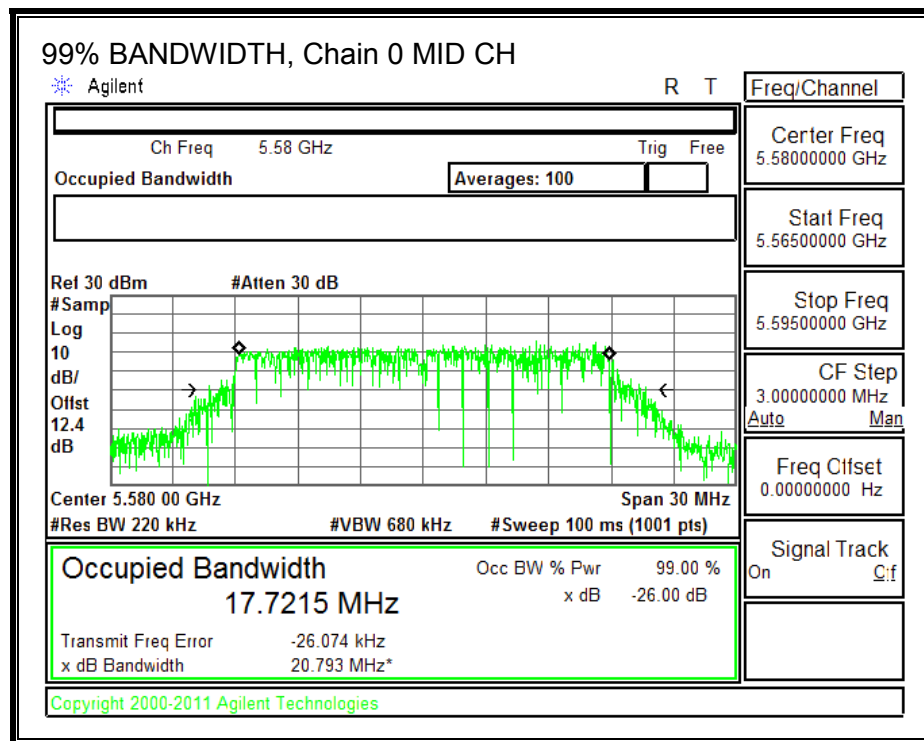 99% BANDWIDTH, Chain 0 MID CH
Agilent R T
Ch Freq 5.58 GHz Trig Free
Occupied Bandwidth Averages: 100
Ref 30 dBm #Atten 30 dB
#Samp
Log
10
dB/
Offst
12.4
dB
Center 5.580 00 GHz Span 30 MHz
#Res BW 220 kHz #VBW 680 kHz #Sweep 100 ms (1001 pts)
Occupied Bandwidth Occ BW % Pwr 99.00 %
17.7215 MHz x dB -26.00 dB
Transmit Freq Error -26.074 kHz
x dB Bandwidth 20.793 MHz*
Copyright 2000-2011 Agilent Technologies
Freq/Channel
Center Freq
5.58000000 GHz
Start Freq
5.56500000 GHz
Stop Freq
5.59500000 GHz
CF Step
3.00000000 MHz
Auto Man
Freq Offset
0.00000000 Hz
Signal Track
On Off